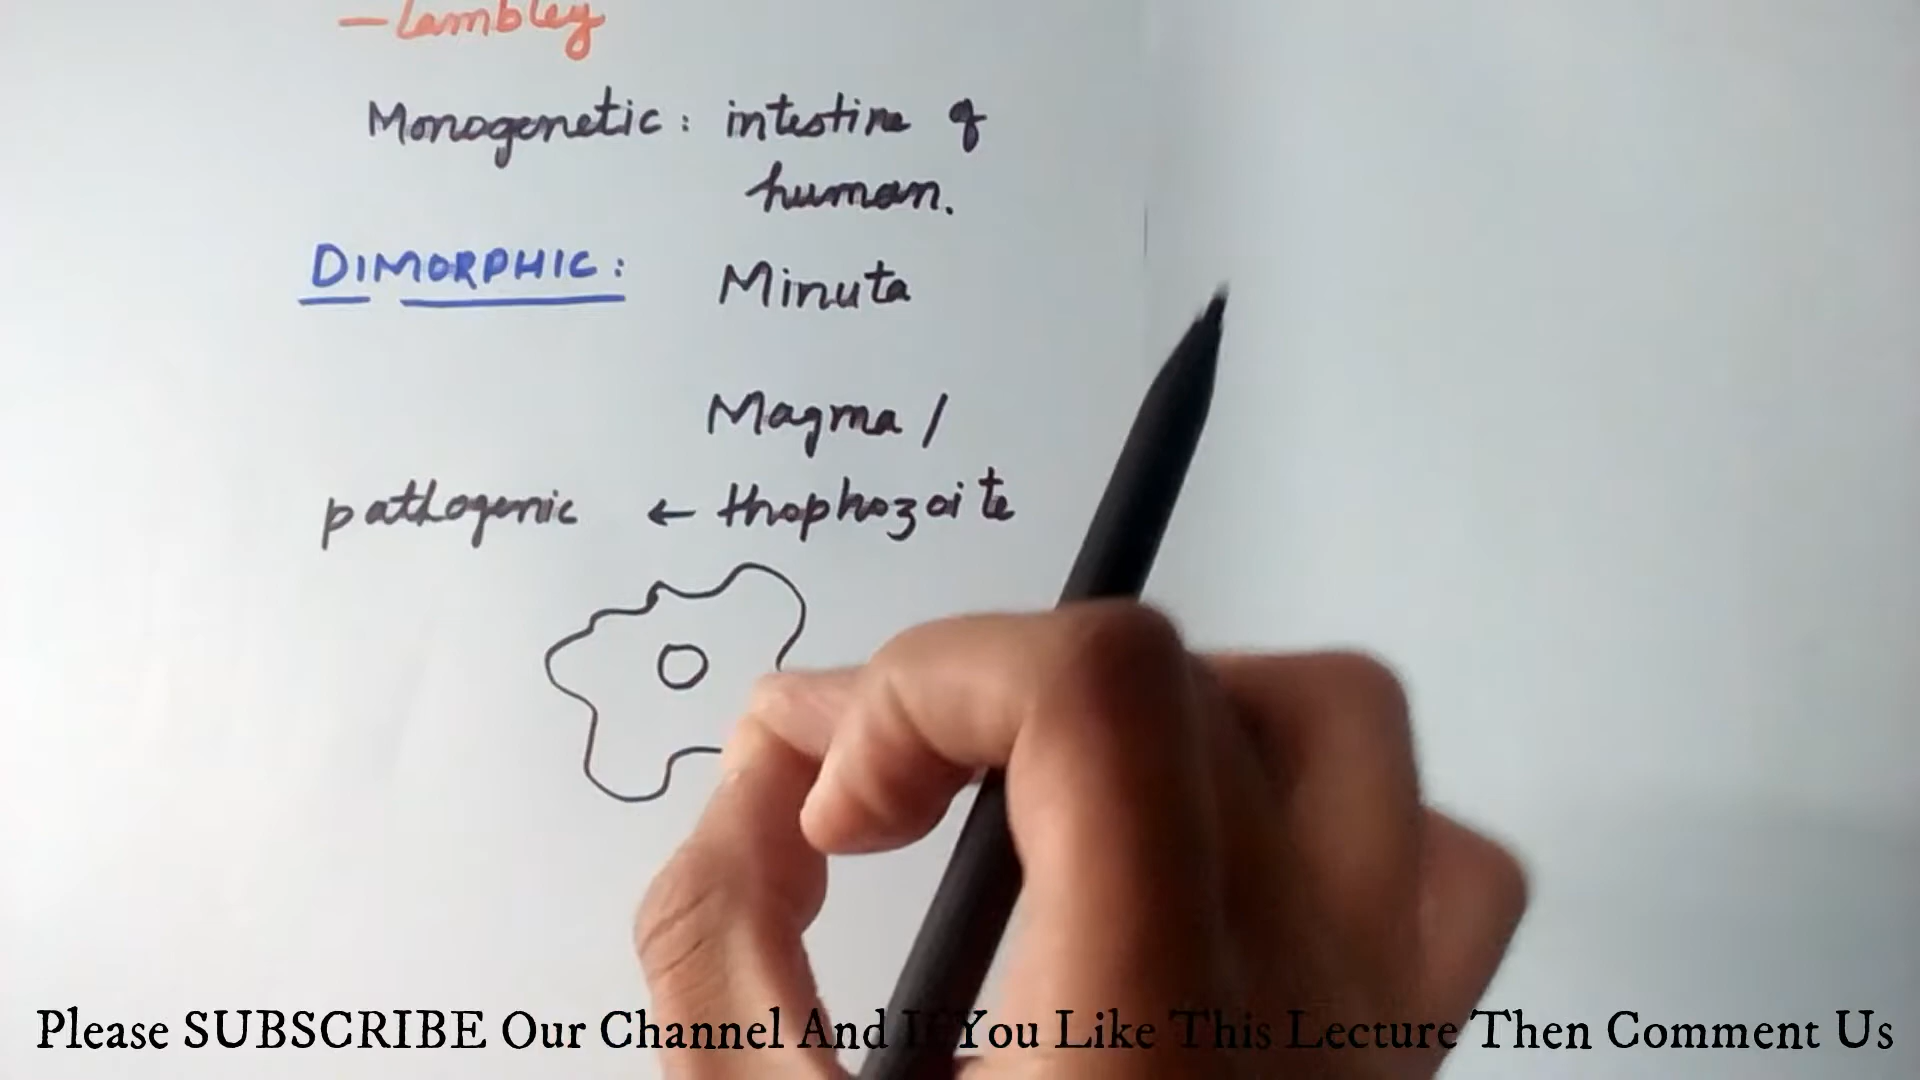 — Lambley
Monogenetic : intestine of
human.
DIMORPHIC : Minuta
Magma /
pathogenic ← thophozoite
Please SUBSCRIBE Our Channel And If You Like This Lecture Then Comment Us